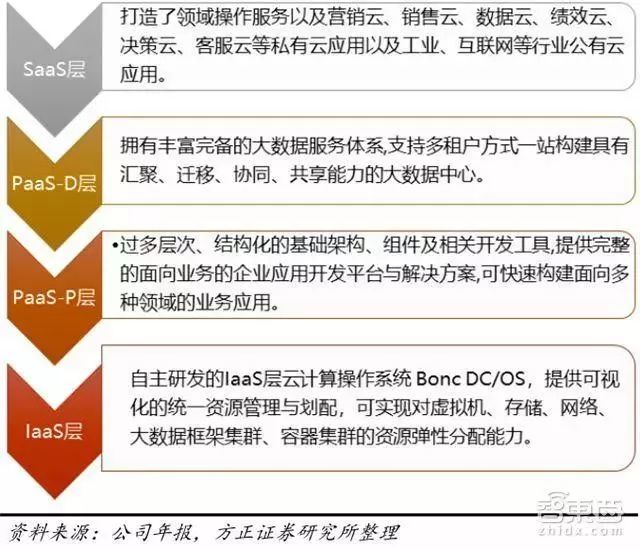 SaaS层
打造了领域操作服务以及营销云、销售云、数据云、绩效云、
决策云、客服云等私有云应用以及工业、互联网等行业公有云
应用。
PaaS-D层
拥有丰富完备的大数据服务体系,支持多租户方式一站构建具有
汇聚、迁移、协同、共享能力的大数据中心。
PaaS-P层
•过多层次、结构化的基础架构、组件及相关开发工具,提供完整
的面向业务的企业应用开发平台与解决方案,可快速构建面向多
种领域的业务应用。
IaaS层
自主研发的IaaS层云计算操作系统 Bonc DC/OS，提供可视
化的统一资源管理与划配，可实现对虚拟机、存储、网络、
大数据框架集群、容器集群的资源弹性分配能力。
资料来源：公司年报，方正证券研究所整理
智东西
zhidx.com